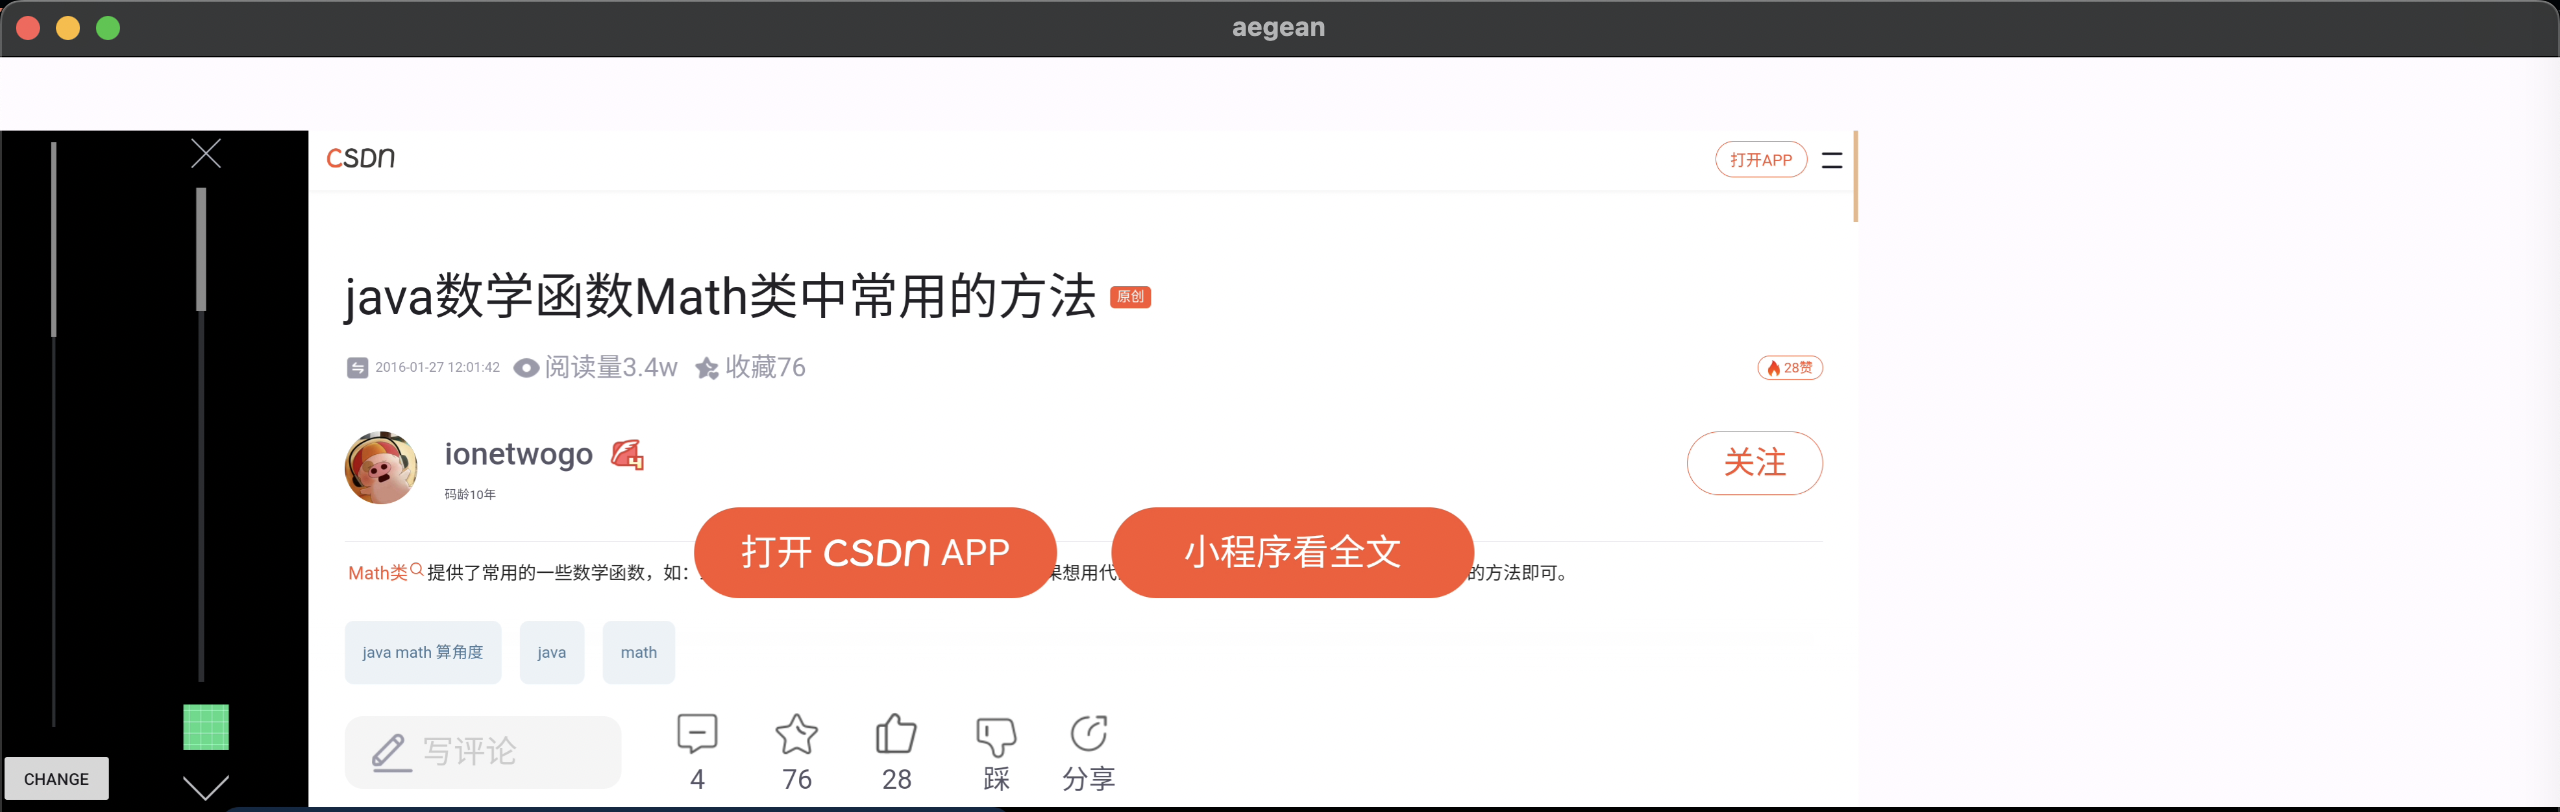 aegean
CSDN
打开APP
java数学函数Math类中常用的方法 原创
2016-01-27 12:01:42 阅读量3.4w 收藏76
28赞
ionetwogo 4
码龄10年
关注
打开 CSDN APP
小程序看全文
Math类 提供了常用的一些数学函数，如： 果想用代 的方法即可。
java math 算角度 java math
写评论
4 76 28 踩 分享
CHANGE